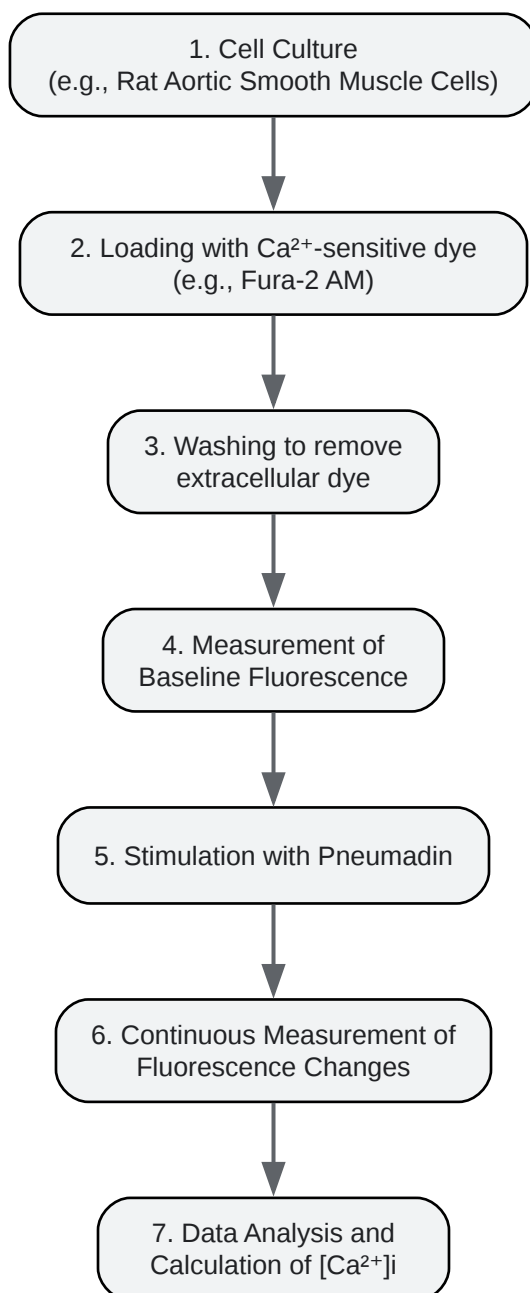 1. Cell Culture
(e.g., Rat Aortic Smooth Muscle Cells)
2. Loading with Ca²⁺-sensitive dye
(e.g., Fura-2 AM)
3. Washing to remove
extracellular dye
4. Measurement of
Baseline Fluorescence
5. Stimulation with Pneumadin
6. Continuous Measurement of
Fluorescence Changes
7. Data Analysis and
Calculation of [Ca²⁺]i